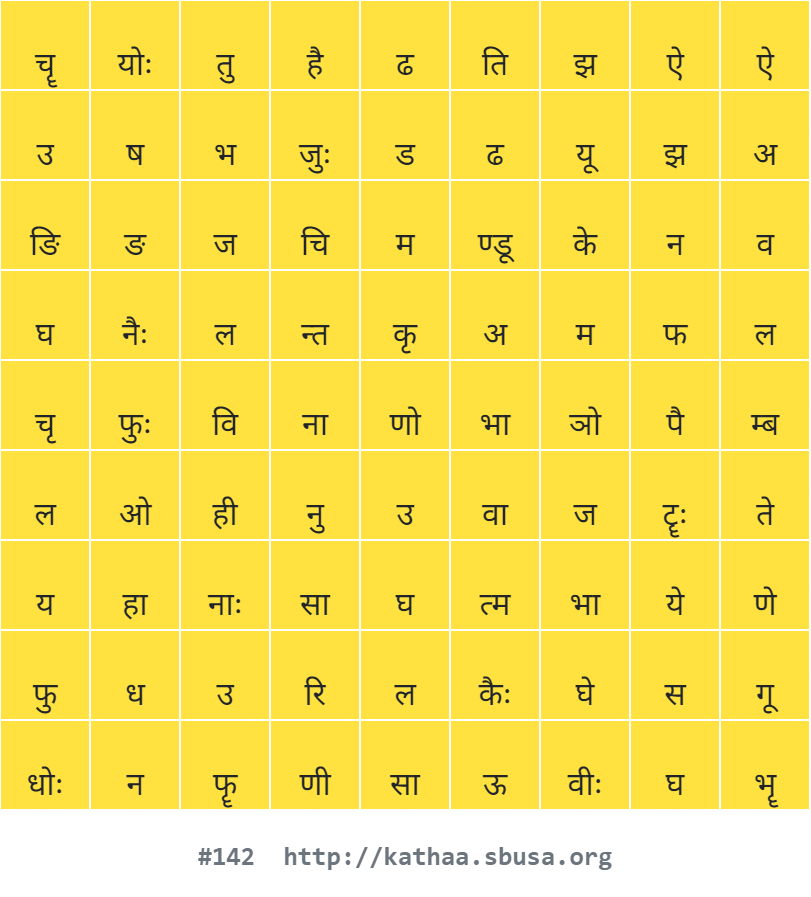 चॄ योः तु है ढ ति झ ऐ ऐ
उ ष भ जुः ड ढ यू झ अ
ङि ङ ज चि म ण्डू के न व
घ नैः ल न्त कृ अ म फ ल
चृ फुः वि ना णो भा ञो पै म्ब
ल ओ ही नु उ वा ज टॄः ते
य हा नाः सा घ त्म भा ये णे
फु ध उ रि ल कैः घे स गू
धोः न फॄ णी सा ऊ वीः घ भॄ
#142 http://kathaa.sbusa.org